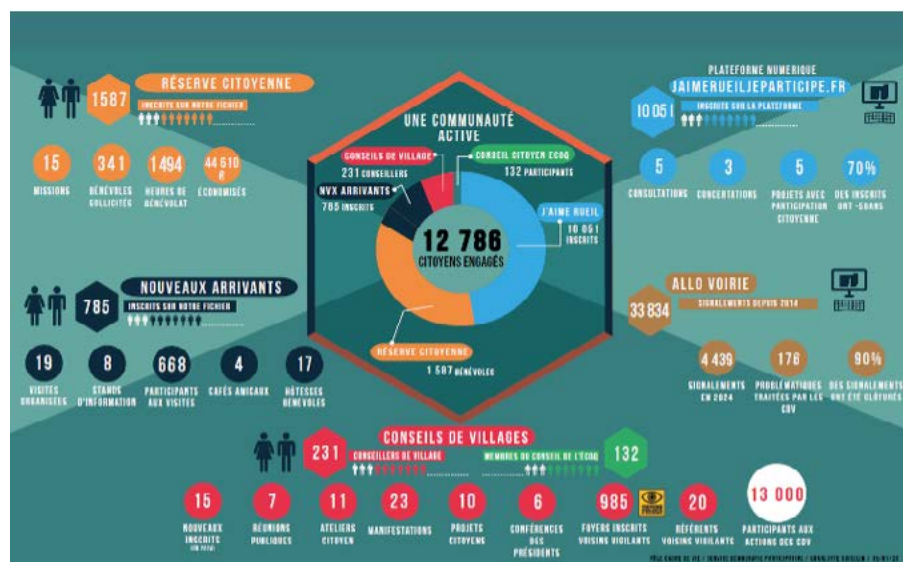 RÉSERVE CITOYENNE
1587
INSCRITS SUR NOTRE FICHIER
15
MISSIONS
341
BÉNÉVOLES
SOLLICITÉS
1494
HEURES DE
BÉNÉVOLAT
44 610
€
ÉCONOMISÉS
UNE COMMUNAUTÉ
ACTIVE
CONSEILS DE VILLAGE
231 CONSEILLERS
CONSEIL CITOYEN ECOQ
132 PARTICIPANTS
NVX ARRIVANTS
785 INSCRITS
J'AIME RUEIL
10 051
INSCRITS
12 786
CITOYENS ENGAGÉS
RÉSERVE CITOYENNE
1 587 BÉNÉVOLES
PLATEFORME NUMERIQUE
JAIMERUEILJEPARTICIPE.FR
10 051
INSCRITS SUR LA PLATEFORME
5
CONSULTATIONS
3
CONCERTATIONS
5
PROJETS AVEC
PARTICIPATION
CITOYENNE
70%
DES INSCRITS
ONT -50ANS
NOUVEAUX ARRIVANTS
785
INSCRITS SUR NOTRE FICHIER
19
VISITES
ORGANISÉES
8
STANDS
D'INFORMATION
668
PARTICIPANTS
AUX VISITES
4
CAFÉS AMICAUX
17
HÔTESSES
BÉNÉVOLES
ALLO VOIRIE
33 834
SIGNALEMENTS DEPUIS 2014
4 439
SIGNALEMENTS
EN 2024
176
PROBLÉMATIQUES
TRAITÉES PAR LES
CDV
90%
DES SIGNALEMENTS
ONT ÉTÉ CLÔTURÉS
CONSEILS DE VILLAGES
231
CONSEILLERS DE VILLAGE
MEMBRES DU CONSEIL DE L'ÉCOQ
132
15
NOUVEAUX
INSCRITS
7
RÉUNIONS
PUBLIQUES
11
ATELIERS
CITOYEN
23
MANIFESTATIONS
10
PROJETS
CITOYENS
6
CONFÉRENCES
DES
PRÉSIDENTS
985
FOYERS INSCRITS
VOISINS VIGILANTS
20
RÉFÉRENTS
VOISINS VIGILANTS
13 000
PARTICIPANTS AUX
ACTIONS DES CDV